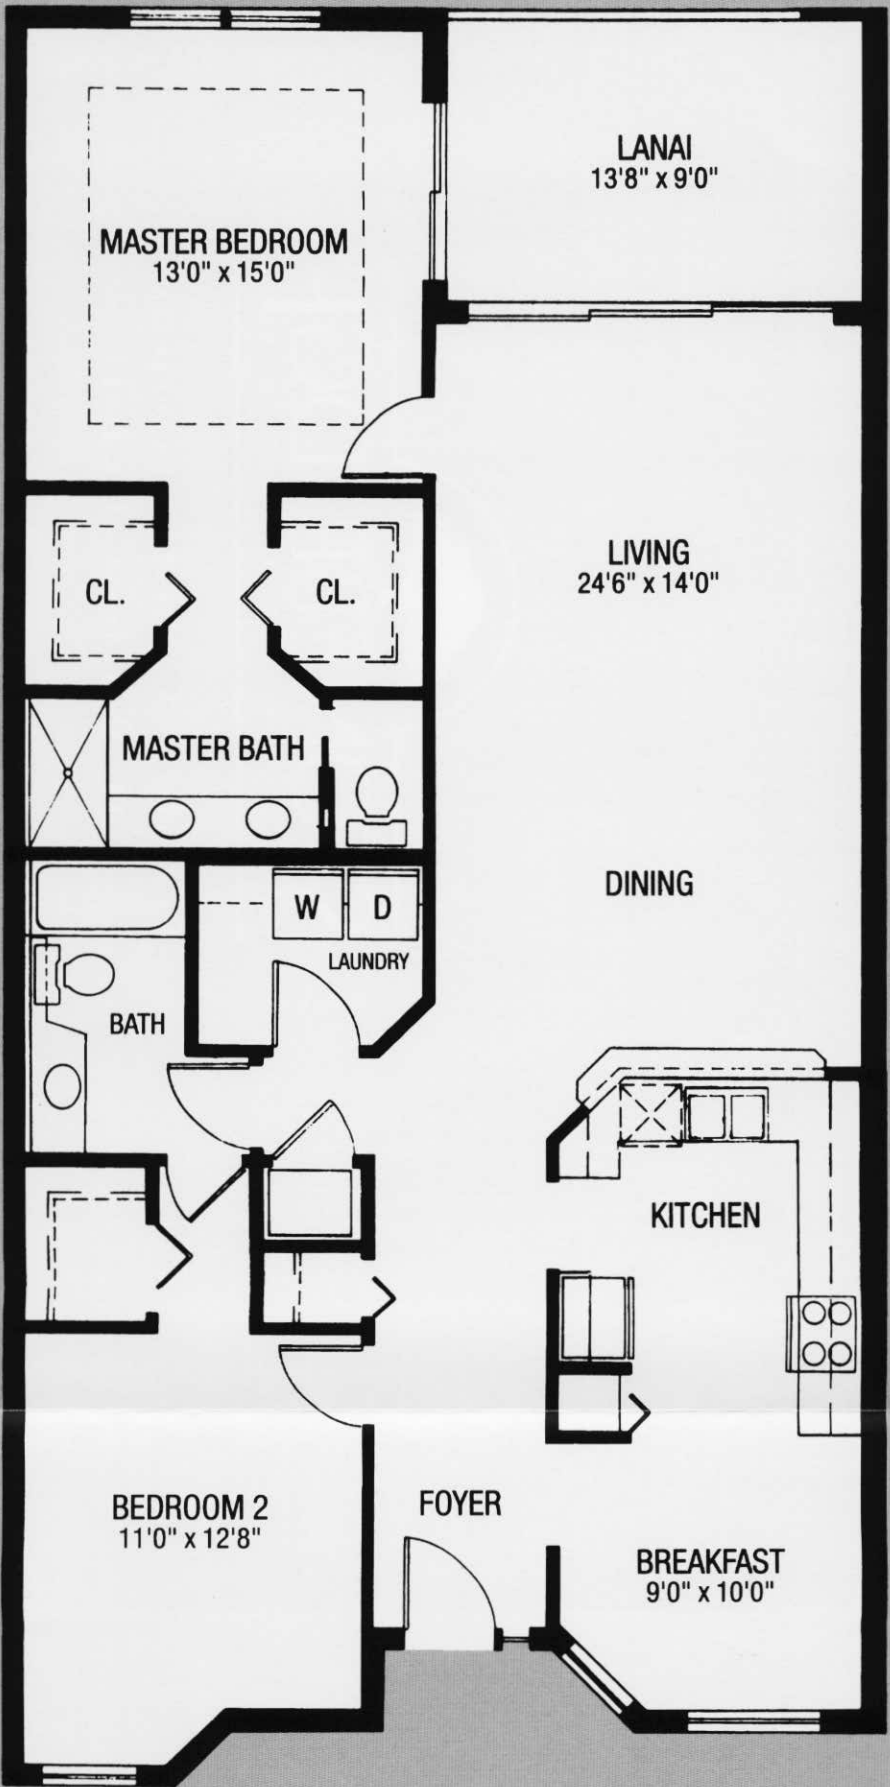 LANAI
13'8" x 9'0"
MASTER BEDROOM
13'0" x 15'0"
LIVING
24'6" x 14'0"
CL.
CL.
MASTER BATH
DINING
W
D
LAUNDRY
BATH
KITCHEN
BEDROOM 2
11'0" x 12'8"
FOYER
BREAKFAST
9'0" x 10'0"